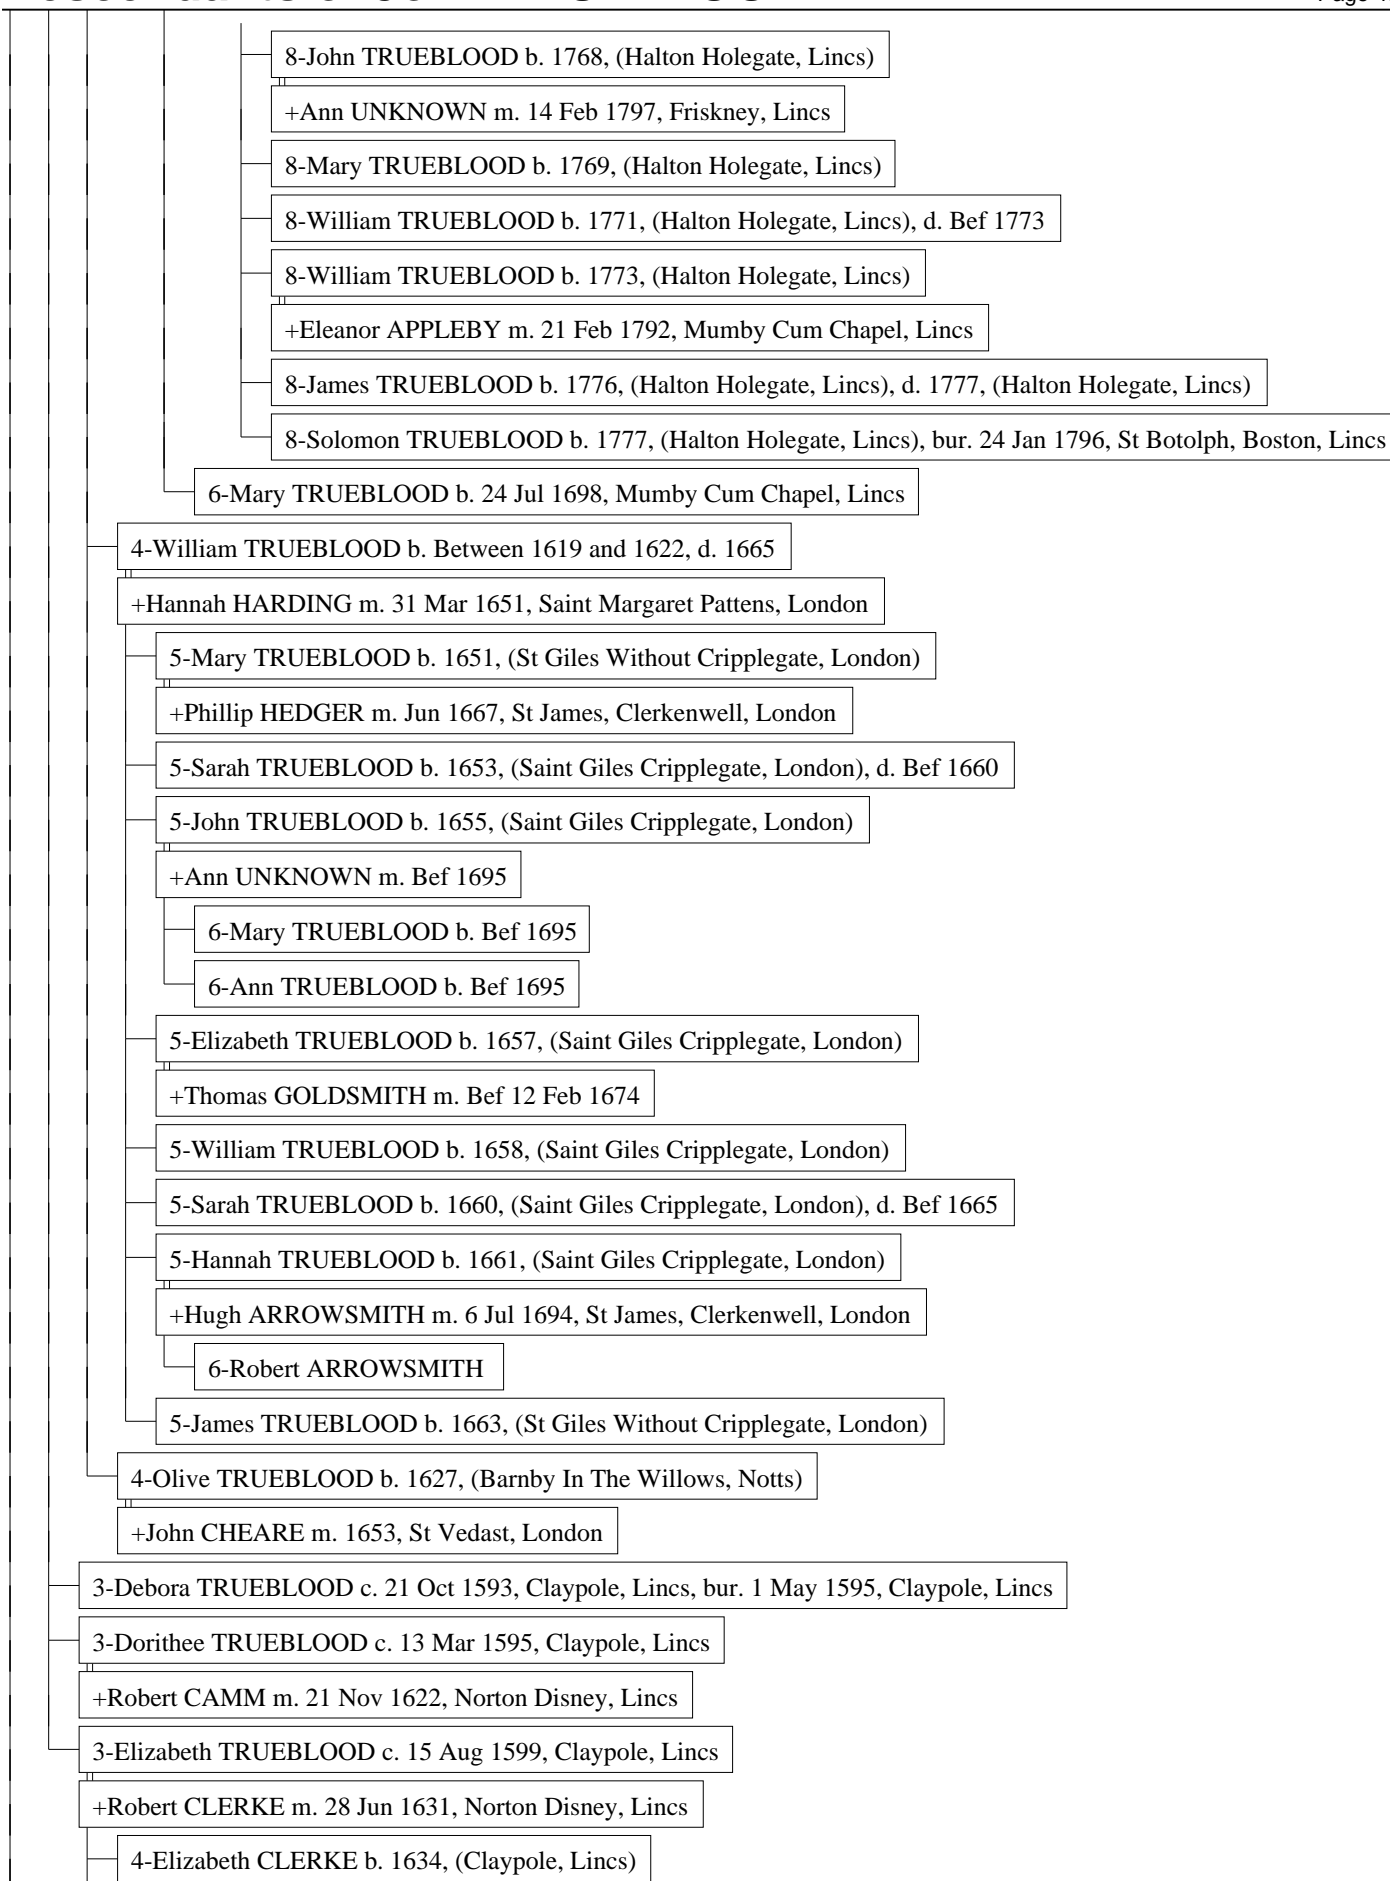 8-John TRUEBLOOD b. 1768, (Halton Holegate, Lincs)
+Ann UNKNOWN m. 14 Feb 1797, Friskney, Lincs
8-Mary TRUEBLOOD b. 1769, (Halton Holegate, Lincs)
8-William TRUEBLOOD b. 1771, (Halton Holegate, Lincs), d. Bef 1773
8-William TRUEBLOOD b. 1773, (Halton Holegate, Lincs)
+Eleanor APPLEBY m. 21 Feb 1792, Mumby Cum Chapel, Lincs
8-James TRUEBLOOD b. 1776, (Halton Holegate, Lincs), d. 1777, (Halton Holegate, Lincs)
8-Solomon TRUEBLOOD b. 1777, (Halton Holegate, Lincs), bur. 24 Jan 1796, St Botolph, Boston, Lincs
6-Mary TRUEBLOOD b. 24 Jul 1698, Mumby Cum Chapel, Lincs
4-William TRUEBLOOD b. Between 1619 and 1622, d. 1665
+Hannah HARDING m. 31 Mar 1651, Saint Margaret Pattens, London
5-Mary TRUEBLOOD b. 1651, (St Giles Without Cripplegate, London)
+Phillip HEDGER m. Jun 1667, St James, Clerkenwell, London
5-Sarah TRUEBLOOD b. 1653, (Saint Giles Cripplegate, London), d. Bef 1660
5-John TRUEBLOOD b. 1655, (Saint Giles Cripplegate, London)
+Ann UNKNOWN m. Bef 1695
6-Mary TRUEBLOOD b. Bef 1695
6-Ann TRUEBLOOD b. Bef 1695
5-Elizabeth TRUEBLOOD b. 1657, (Saint Giles Cripplegate, London)
+Thomas GOLDSMITH m. Bef 12 Feb 1674
5-William TRUEBLOOD b. 1658, (Saint Giles Cripplegate, London)
5-Sarah TRUEBLOOD b. 1660, (Saint Giles Cripplegate, London), d. Bef 1665
5-Hannah TRUEBLOOD b. 1661, (Saint Giles Cripplegate, London)
+Hugh ARROWSMITH m. 6 Jul 1694, St James, Clerkenwell, London
6-Robert ARROWSMITH
5-James TRUEBLOOD b. 1663, (St Giles Without Cripplegate, London)
4-Olive TRUEBLOOD b. 1627, (Barnby In The Willows, Notts)
+John CHEARE m. 1653, St Vedast, London
3-Debora TRUEBLOOD c. 21 Oct 1593, Claypole, Lincs, bur. 1 May 1595, Claypole, Lincs
3-Dorithee TRUEBLOOD c. 13 Mar 1595, Claypole, Lincs
+Robert CAMM m. 21 Nov 1622, Norton Disney, Lincs
3-Elizabeth TRUEBLOOD c. 15 Aug 1599, Claypole, Lincs
+Robert CLERKE m. 28 Jun 1631, Norton Disney, Lincs
4-Elizabeth CLERKE b. 1634, (Claypole, Lincs)